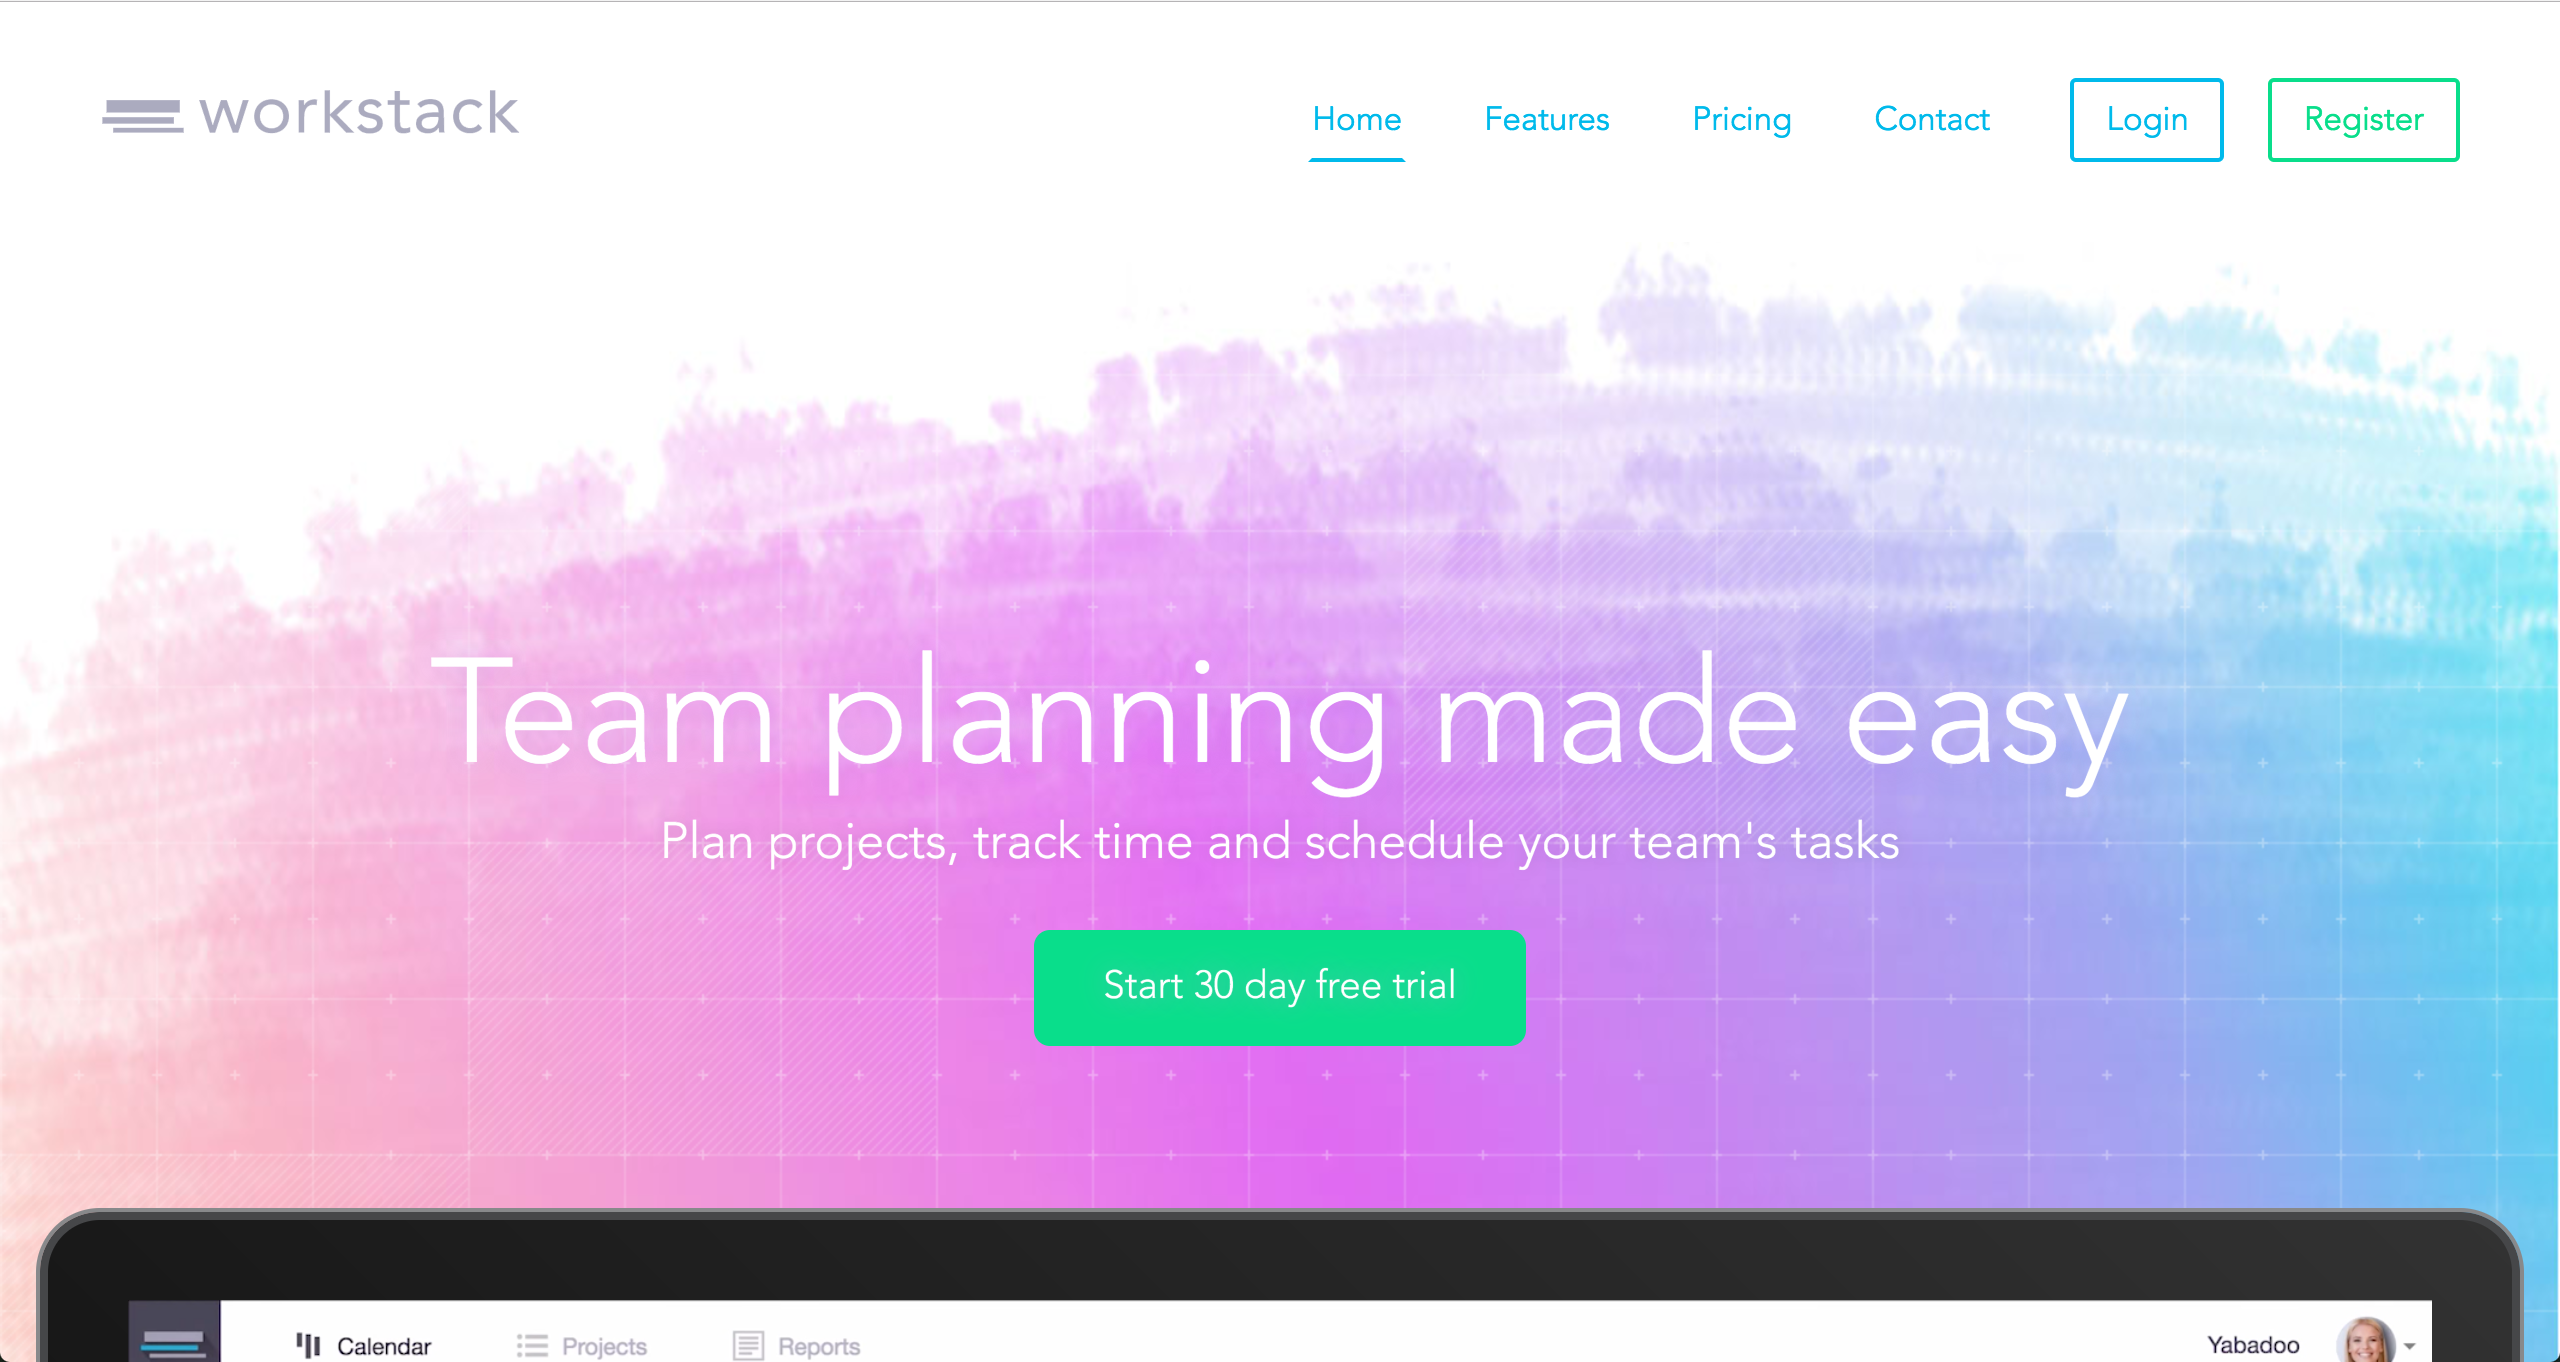 workstack
Home Features Pricing Contact Login Register
Team planning made easy
Plan projects, track time and schedule your team's tasks
Start 30 day free trial
Calendar Projects Reports Yabadoo